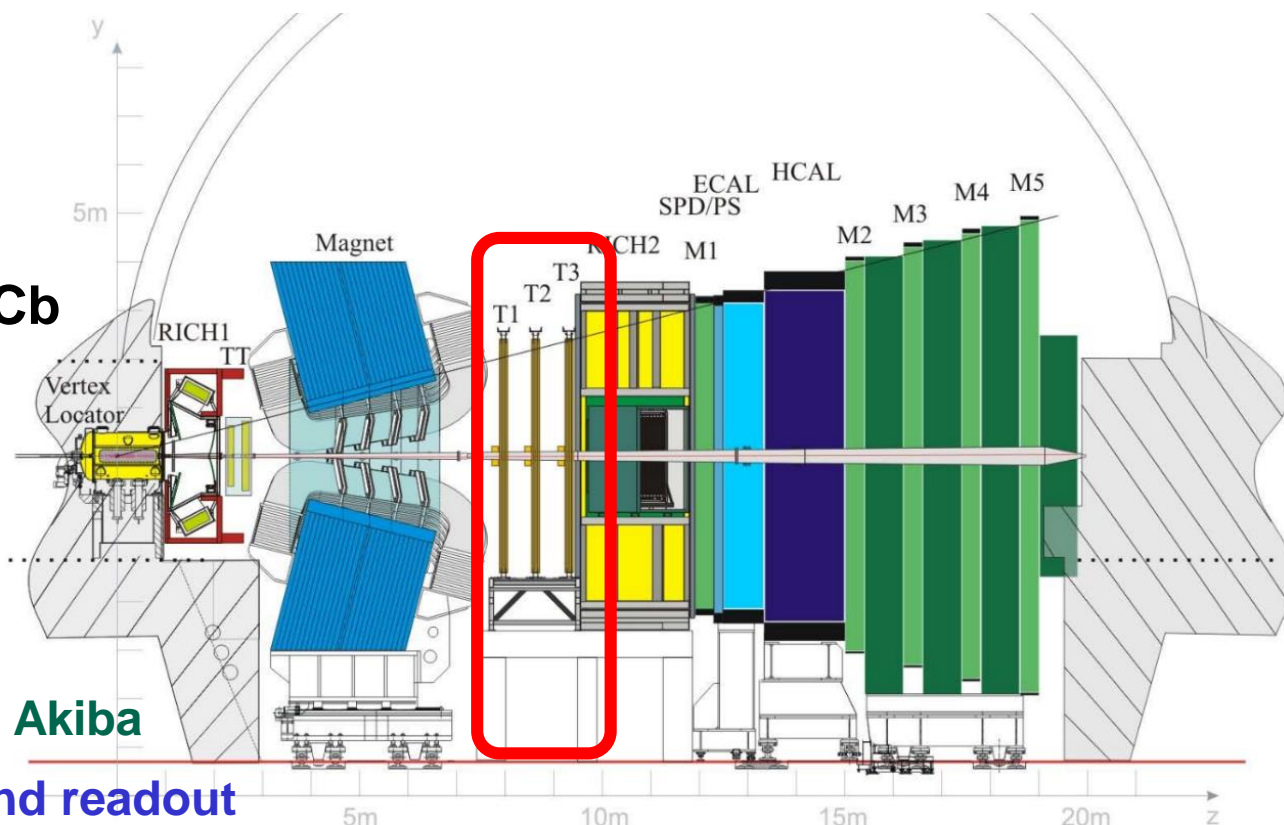 y
HCAL
ECAL
M5
M4
SPD/PS
M3
5m
M2
Magnet
RICH2
M1
T3
Cb
T2
T1
RICH1
TT
Vertex
Locator
Akiba
nd readout
5m
10m
15m
20m
z